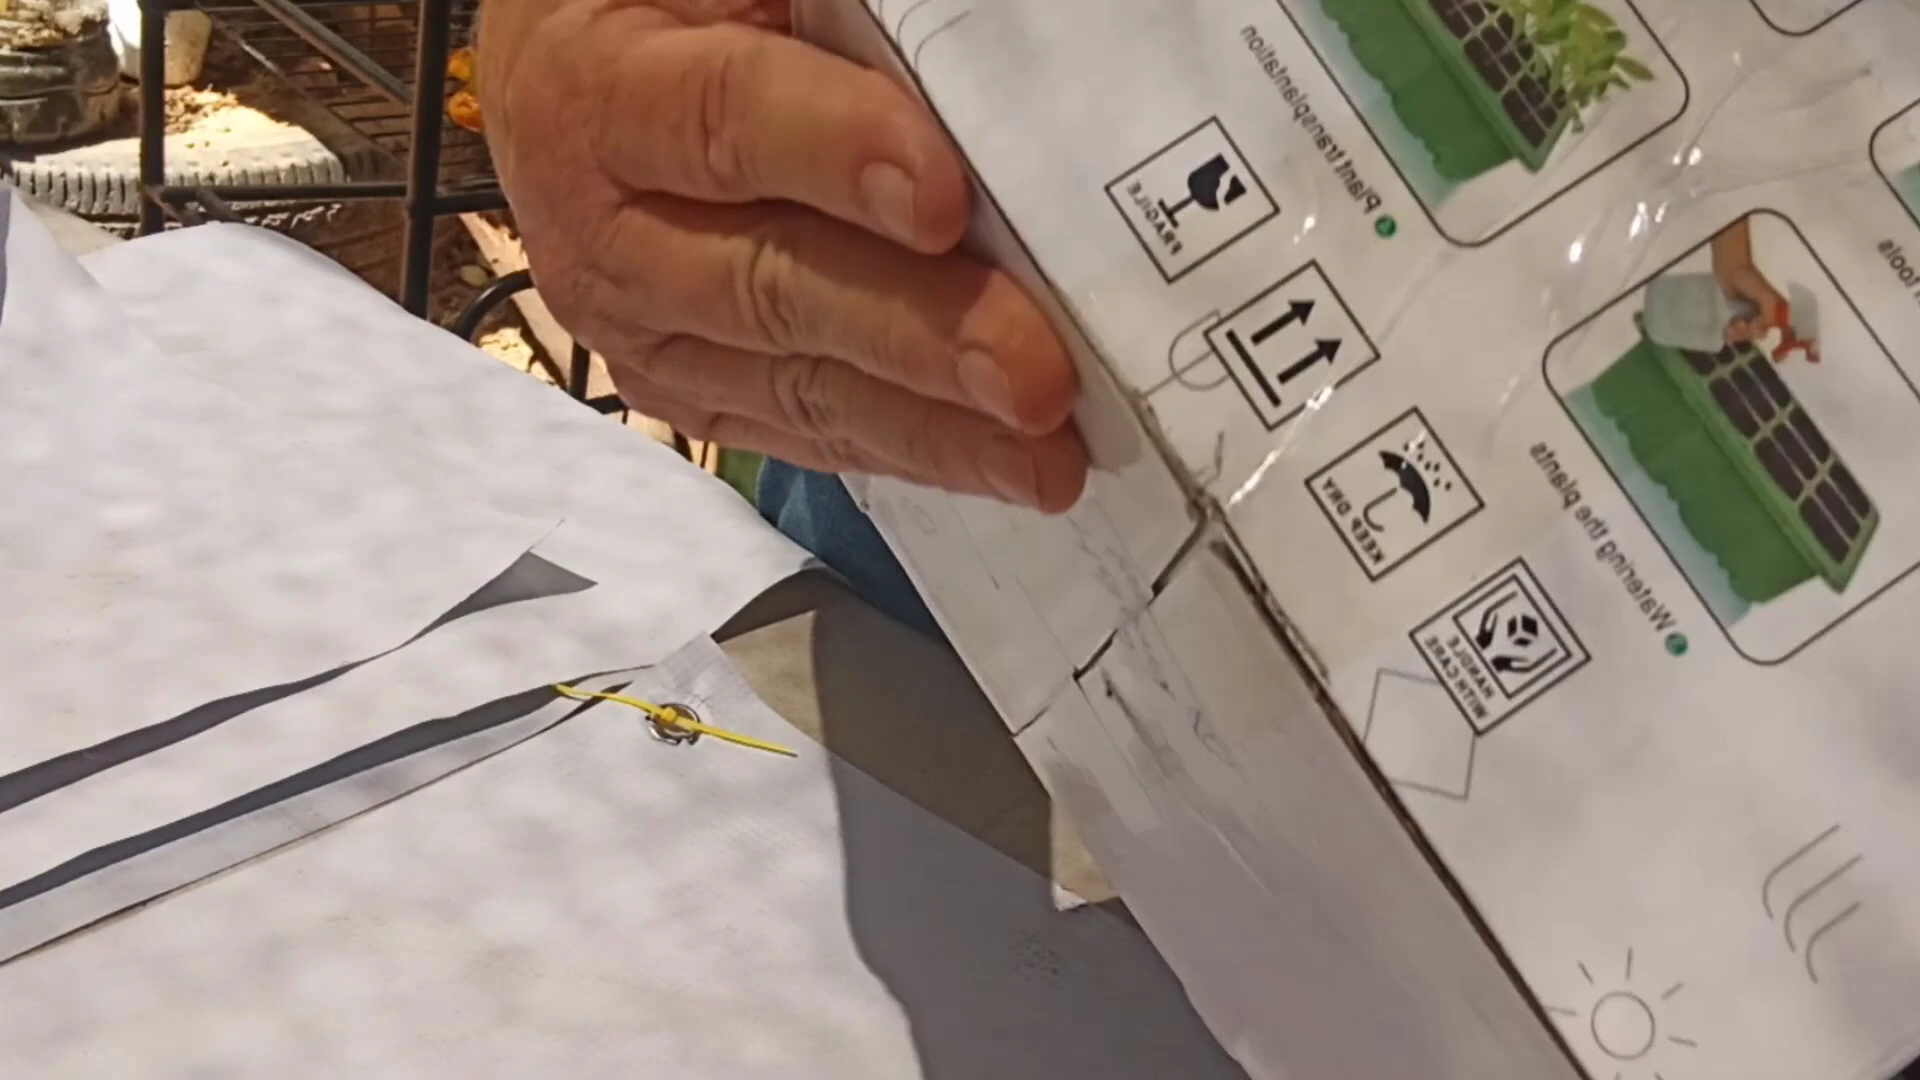 Plant transplantation
FRAGILE
KEEP DRY
Watering the plants
HANDLE
WITH CARE
tools